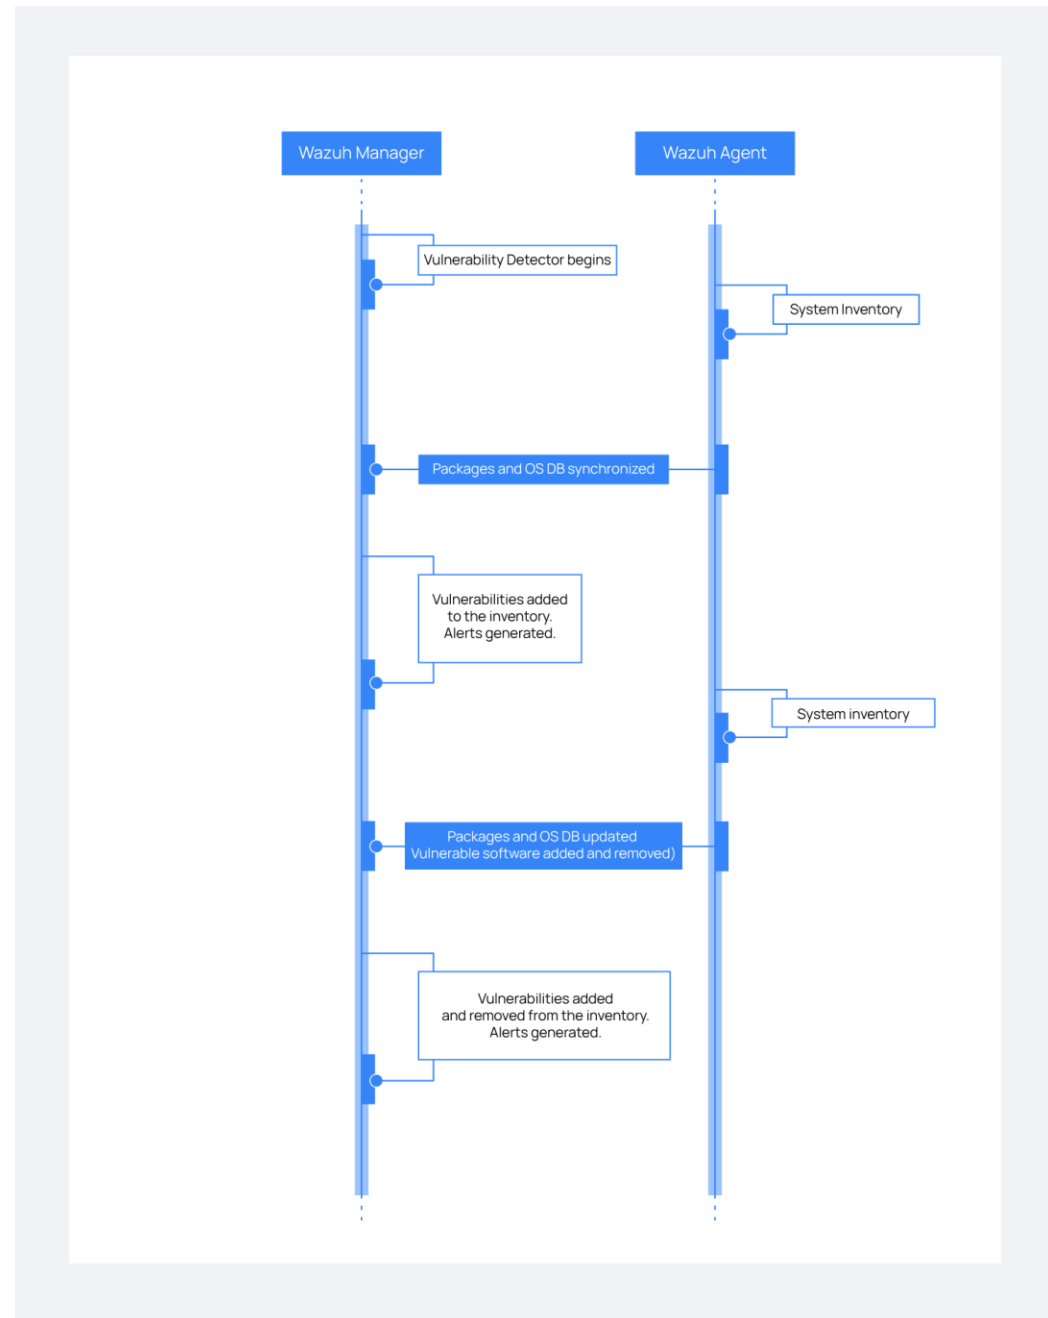 Wazuh Manager
Wazuh Agent
Vulnerability Detector begins
System Inventory
Packages and OS DB synchronized
Vulnerabilities added
to the inventory.
Alerts generated.
System inventory
Packages and OS DB updated
Vulnerable software added and removed)
Vulnerabilities added
and removed from the inventory.
Alerts generated.